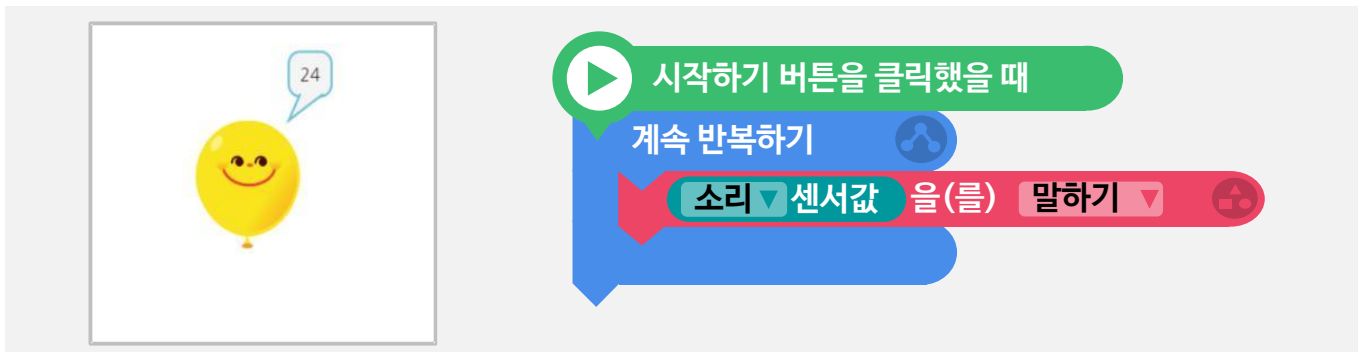 24
시작하기 버튼을 클릭했을 때
계속 반복하기
소리 ▼ 센서값 을(를) 말하기 ▼